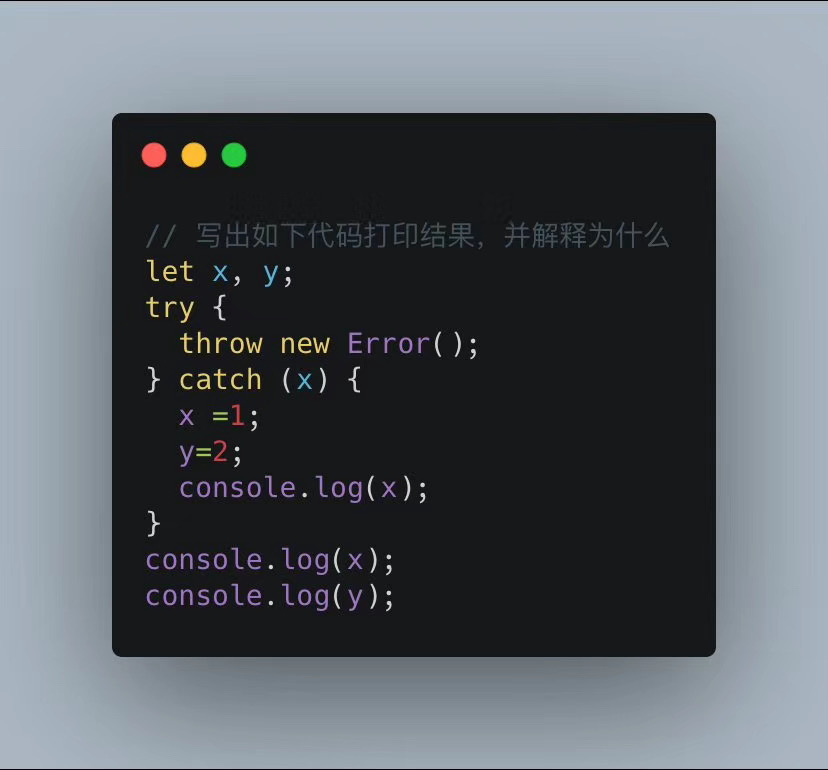 // 写出如下代码打印结果，并解释为什么
let x, y;
try {
  throw new Error();
} catch (x) {
  x =1;
  y=2;
  console.log(x);
}
console.log(x);
console.log(y);